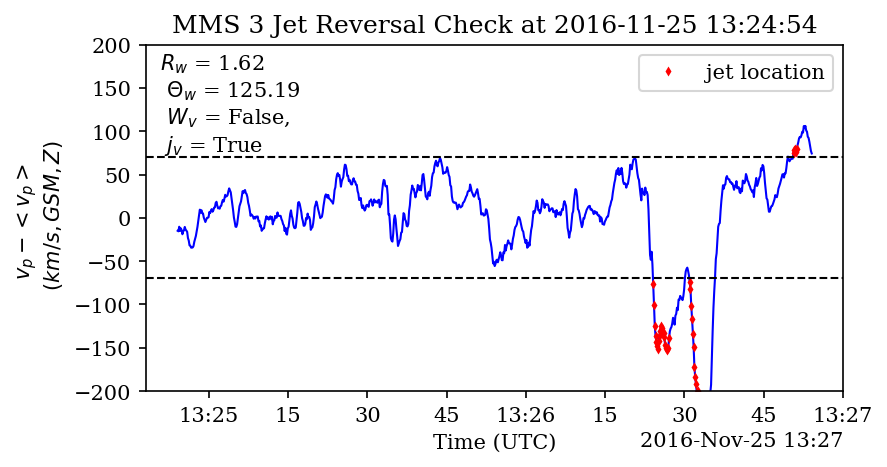 MMS 3 Jet Reversal Check at 2016-11-25 13:24:54
R_w = 1.62
Θ_w = 125.19
W_v = False,
j_v = True
jet location
v_p − < v_p >
(km/s, GSM, Z)
200
150
100
50
0
−50
−100
−150
−200
13:25 15 30 45 13:26 15 30 45 13:27
Time (UTC)
2016-Nov-25 13:27